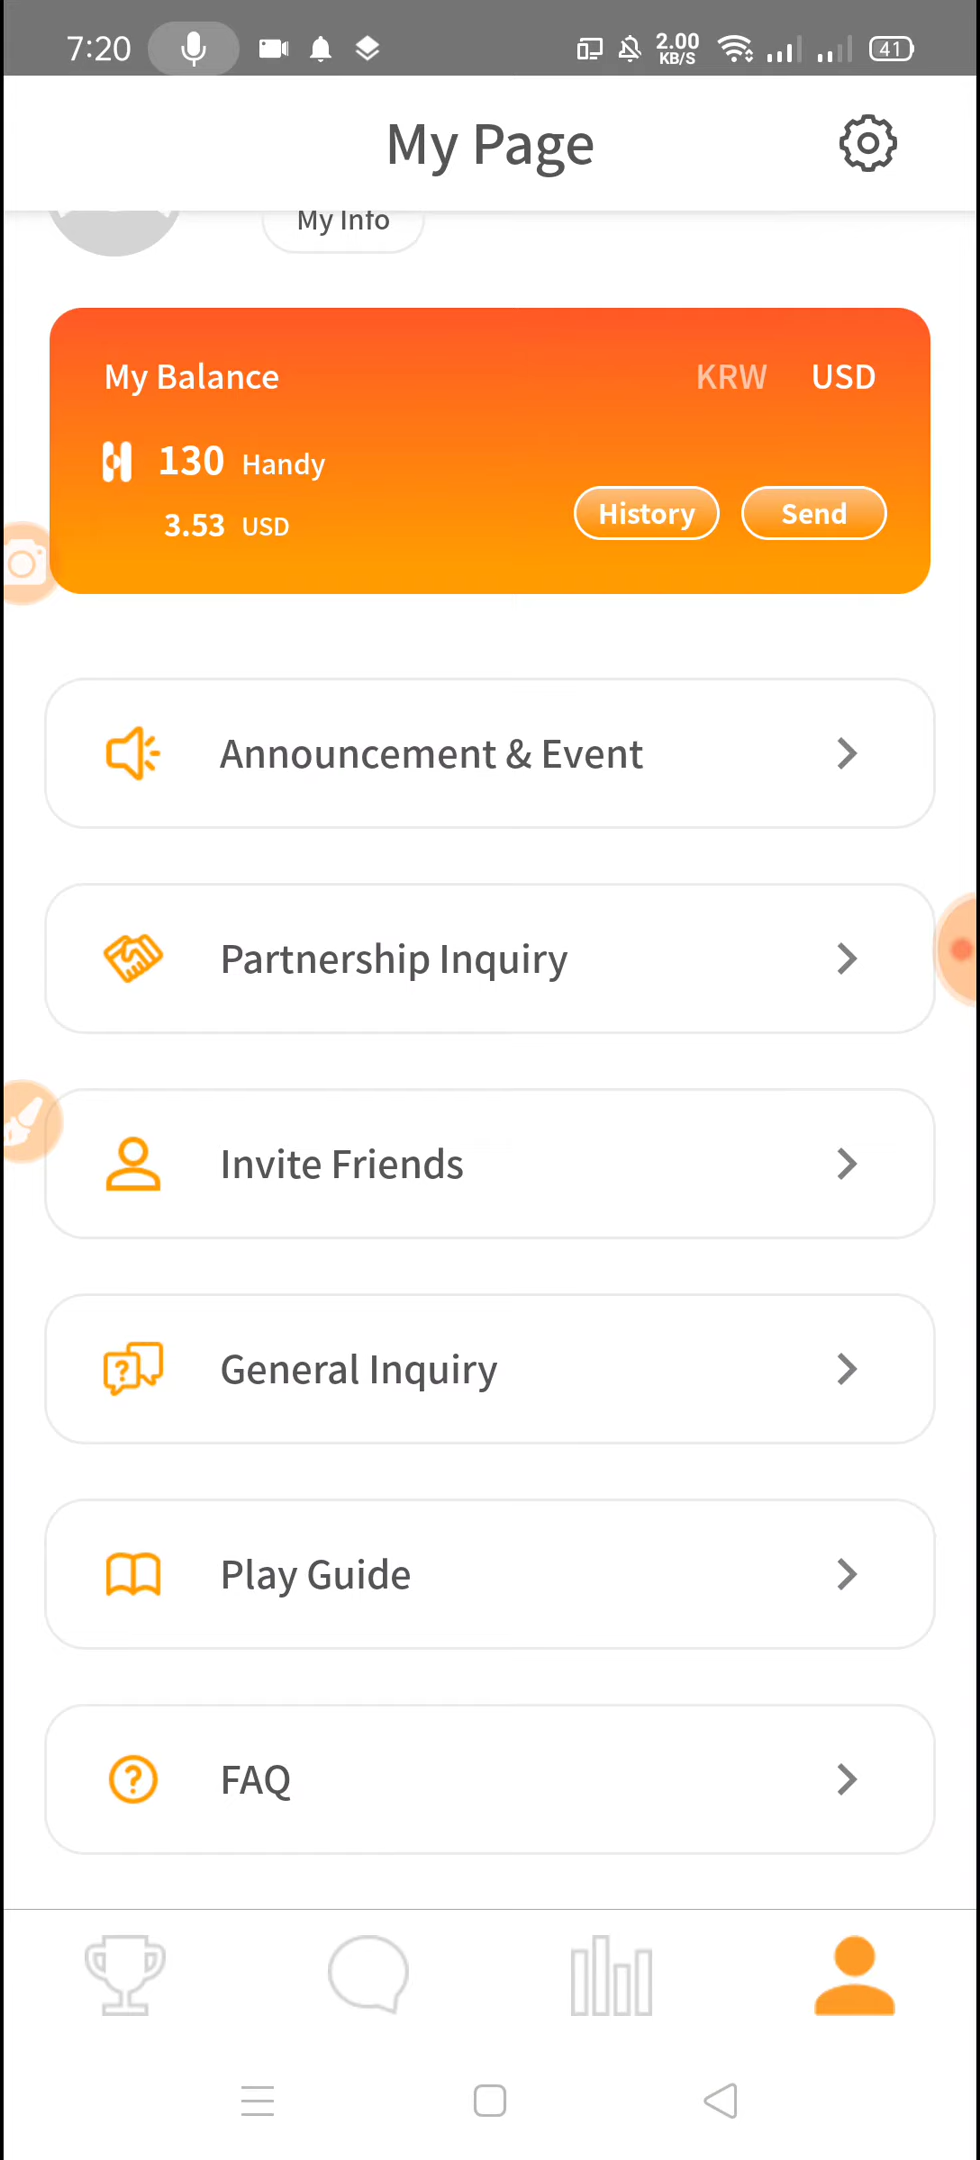 7:20 2.00 KB/S 41
My Page
My Info
My Balance KRW USD
130 Handy
3.53 USD
History Send
Announcement & Event
Partnership Inquiry
Invite Friends
General Inquiry
Play Guide
FAQ